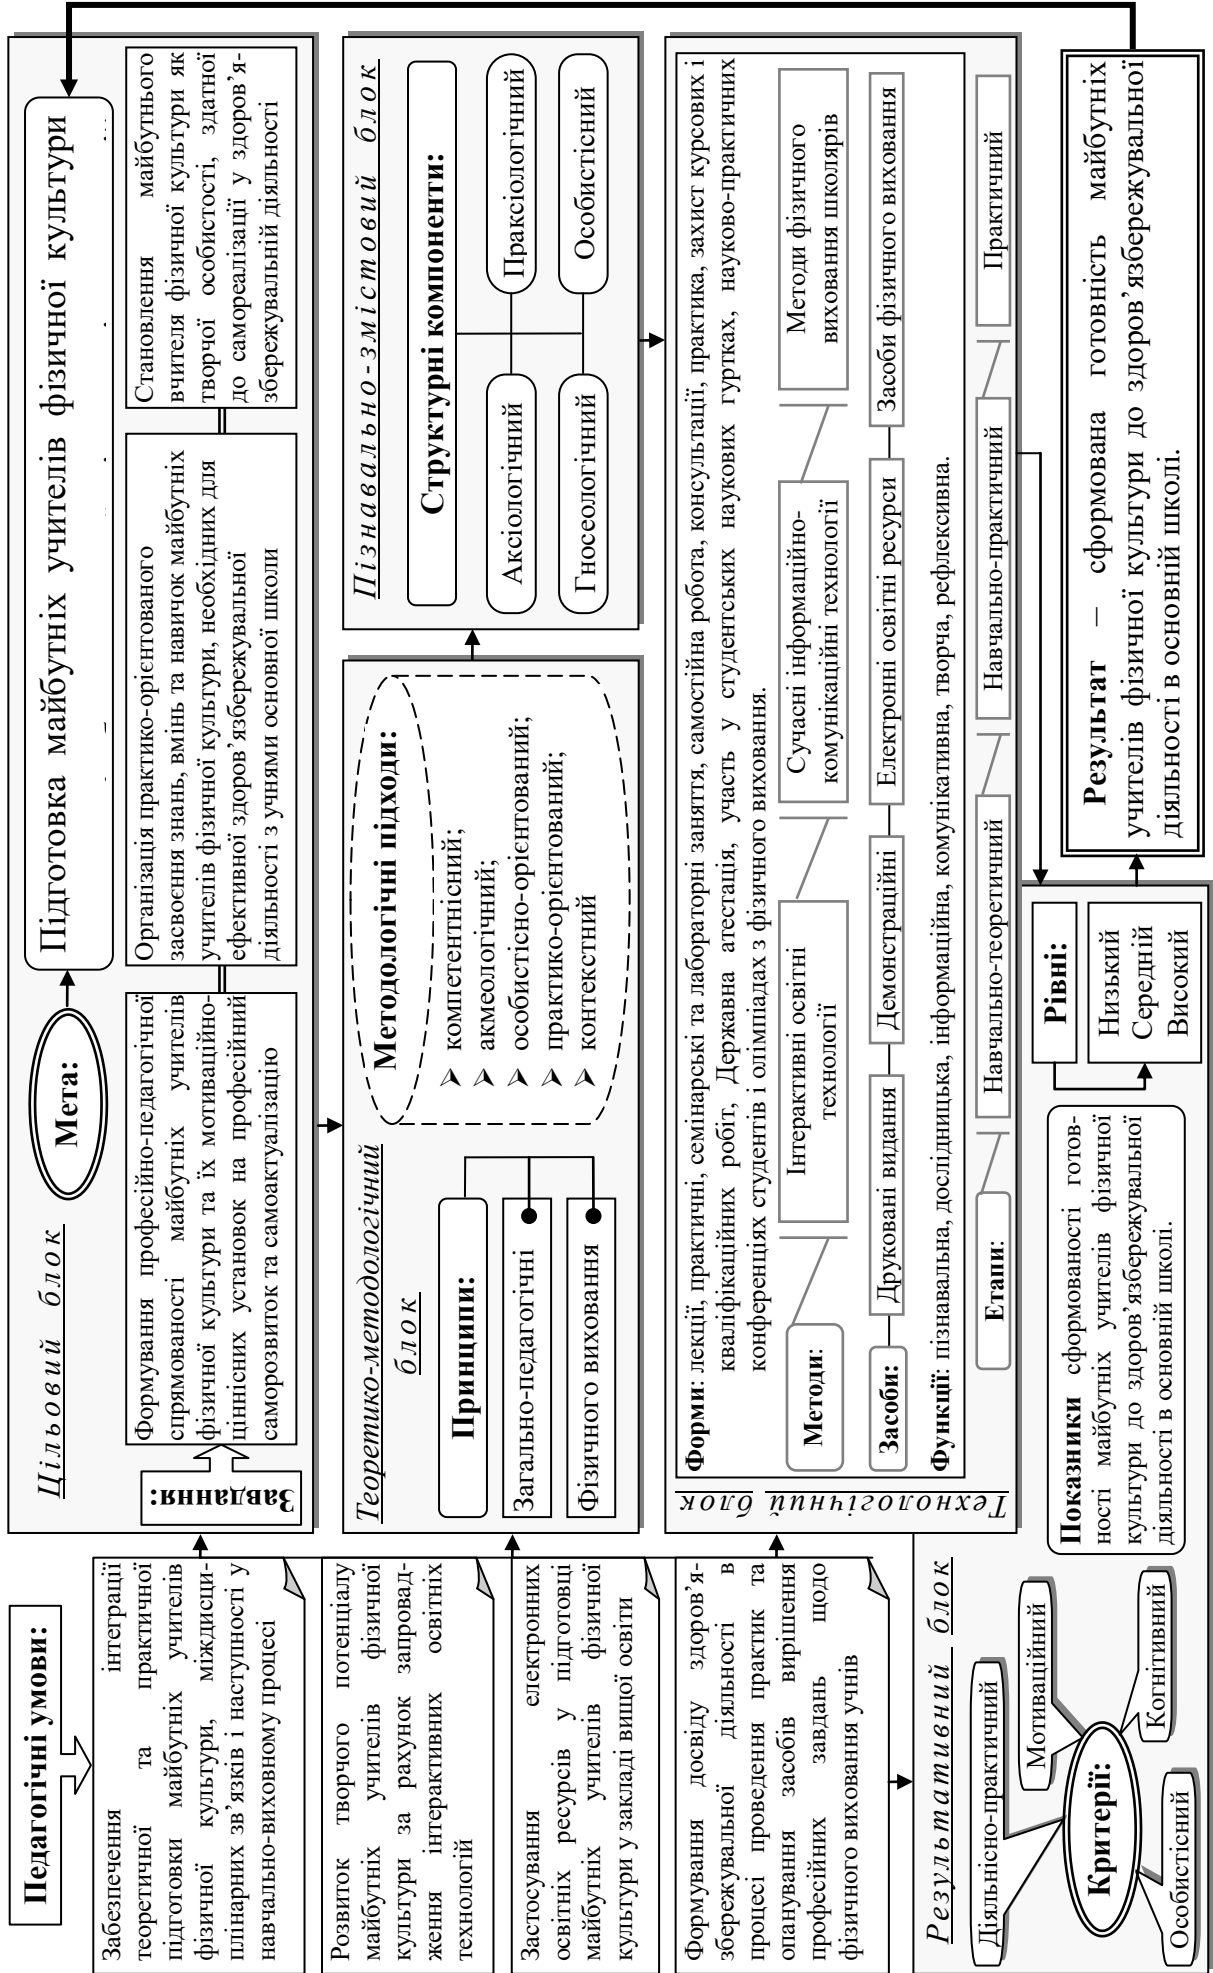 Педагогічні умови:
Забезпечення інтеграції
теоретичної та практичної
підготовки майбутніх учителів
фізичної культури, міждисци-
плінарних зв'язків і наступності у
навчально-виховному процесі
Розвиток творчого потенціалу
майбутніх учителів фізичної
культури за рахунок запровад-
ження інтерактивних освітніх
технологій
Застосування електронних
освітніх ресурсів у підготовці
майбутніх учителів фізичної
культури у закладі вищої освіти
Формування досвіду здоров'я-
збережувальної діяльності в
процесі проведення практик та
опанування засобів вирішення
професійних завдань щодо
фізичного виховання учнів
Цільовий блок
Мета:
Підготовка майбутніх учителів фізичної культури
Завдання:
Формування професійно-педагогічної
спрямованості майбутніх учителів
фізичної культури та їх мотиваційно-
ціннісних установок на професійний
саморозвиток та самоактуалізацію
Організація практико-орієнтованого
засвоєння знань, вмінь та навичок майбутніх
учителів фізичної культури, необхідних для
ефективної здоров'язбережувальної
діяльності з учнями основної школи
Становлення майбутнього
вчителя фізичної культури як
творчої особистості, здатної
до самореалізації у здоров'я-
збережувальній діяльності
Теоретико-методологічний
блок
Принципи:
Загально-педагогічні
Фізичного виховання
Методологічні підходи:
➢ компетентнісний;
➢ акмеологічний;
➢ особистісно-орієнтований;
➢ практико-орієнтований;
➢ контекстний
Пізнавально-змістовий блок
Структурні компоненти:
Аксіологічний
Праксіологічний
Гносеологічний
Особистісний
Технологічний блок
Форми: лекції, практичні, семінарські та лабораторні заняття, самостійна робота, консультації, практика, захист курсових і
кваліфікаційних робіт, Державна атестація, участь у студентських наукових гуртках, науково-практичних
конференціях студентів і олімпіадах з фізичного виховання.
Методи:
Інтерактивні освітні
технології
Сучасні інформаційно-
комунікаційні технології
Методи фізичного
виховання школярів
Засоби:
Друковані видання
Демонстраційні
Електронні освітні ресурси
Засоби фізичного виховання
Функції: пізнавальна, дослідницька, інформаційна, комунікативна, творча, рефлексивна.
Етапи:
Навчально-теоретичний
Навчально-практичний
Практичний
Результативний блок
Критерії:
Діяльнісно-практичний
Мотиваційний
Когнітивний
Особистісний
Показники сформованості готов-
ності майбутніх учителів фізичної
культури до здоров'язбережувальної
діяльності в основній школі.
Рівні:
Низький
Середній
Високий
Результат – сформована готовність майбутніх
учителів фізичної культури до здоров'язбережувальної
діяльності в основній школі.